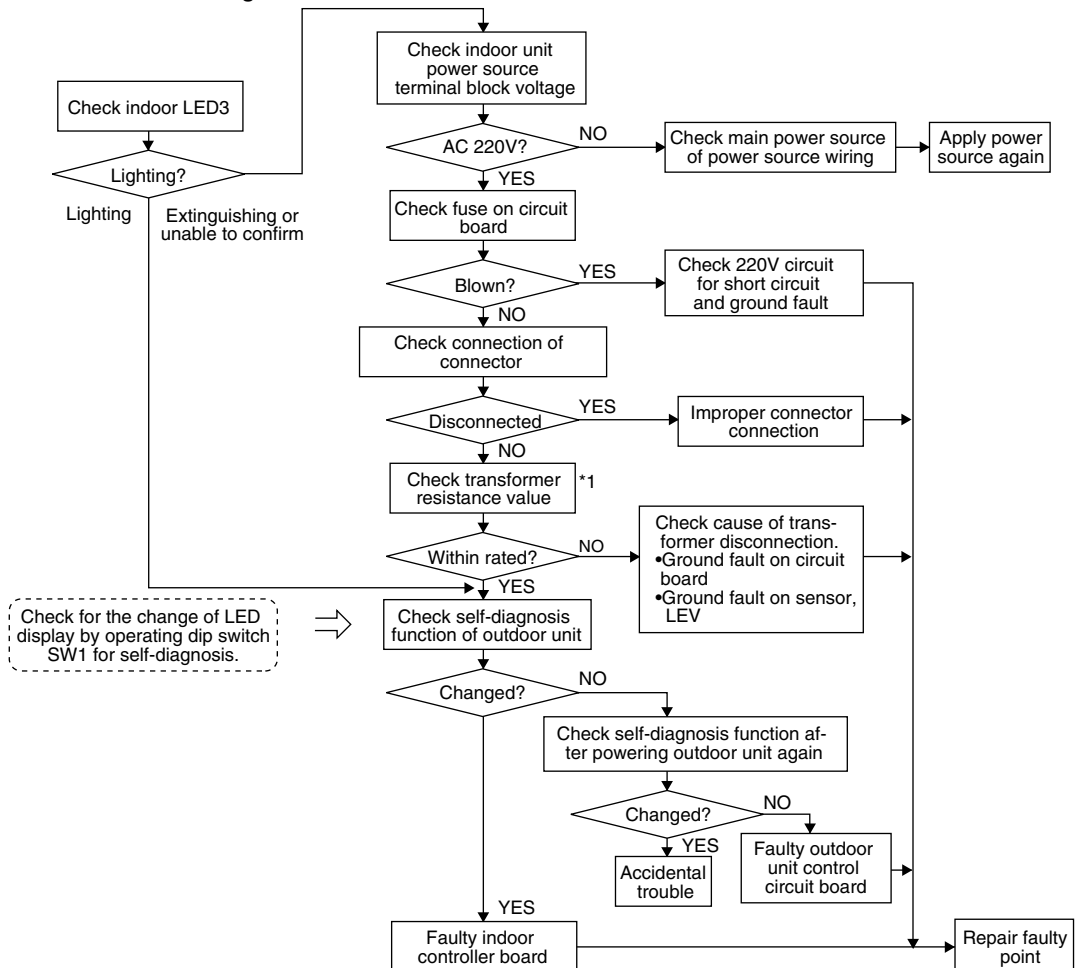 Check indoor LED3
Lighting?
Lighting
Extinguishing or
unable to confirm
Check indoor unit
power source
terminal block voltage
AC 220V?
NO
Check main power source
of power source wiring
Apply power
source again
YES
Check fuse on circuit
board
Blown?
YES
Check 220V circuit
for short circuit
and ground fault
NO
Check connection of
connector
Disconnected
YES
Improper connector
connection
NO
Check transformer
resistance value
*1
Within rated?
NO
Check cause of trans-
former disconnection.
•Ground fault on circuit
board
•Ground fault on sensor,
LEV
YES
Check for the change of LED
display by operating dip switch
SW1 for self-diagnosis.
Check self-diagnosis
function of outdoor unit
Changed?
NO
Check self-diagnosis function af-
ter powering outdoor unit again
Changed?
NO
YES
Accidental
trouble
Faulty outdoor
unit control
circuit board
YES
Faulty indoor
controller board
Repair faulty
point